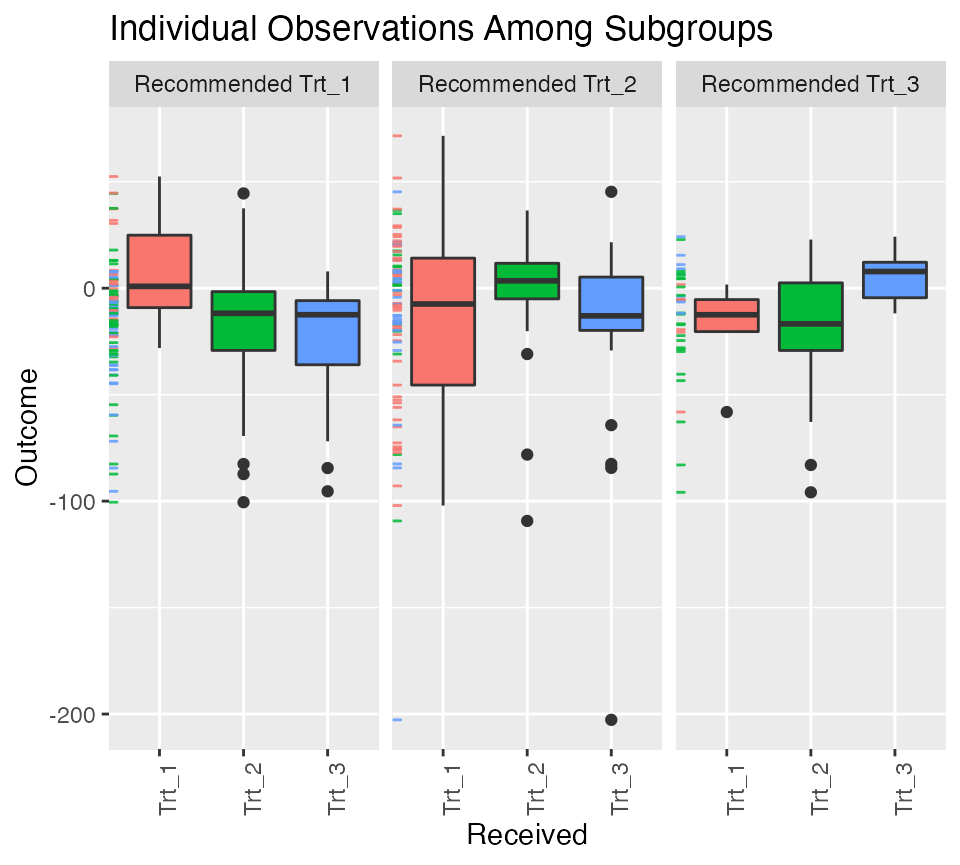 Individual Observations Among Subgroups
Recommended Trt_1
Recommended Trt_2
Recommended Trt_3
Outcome
0
-100
-200
Trt_1
Trt_2
Trt_3
Trt_1
Trt_2
Trt_3
Trt_1
Trt_2
Trt_3
Received